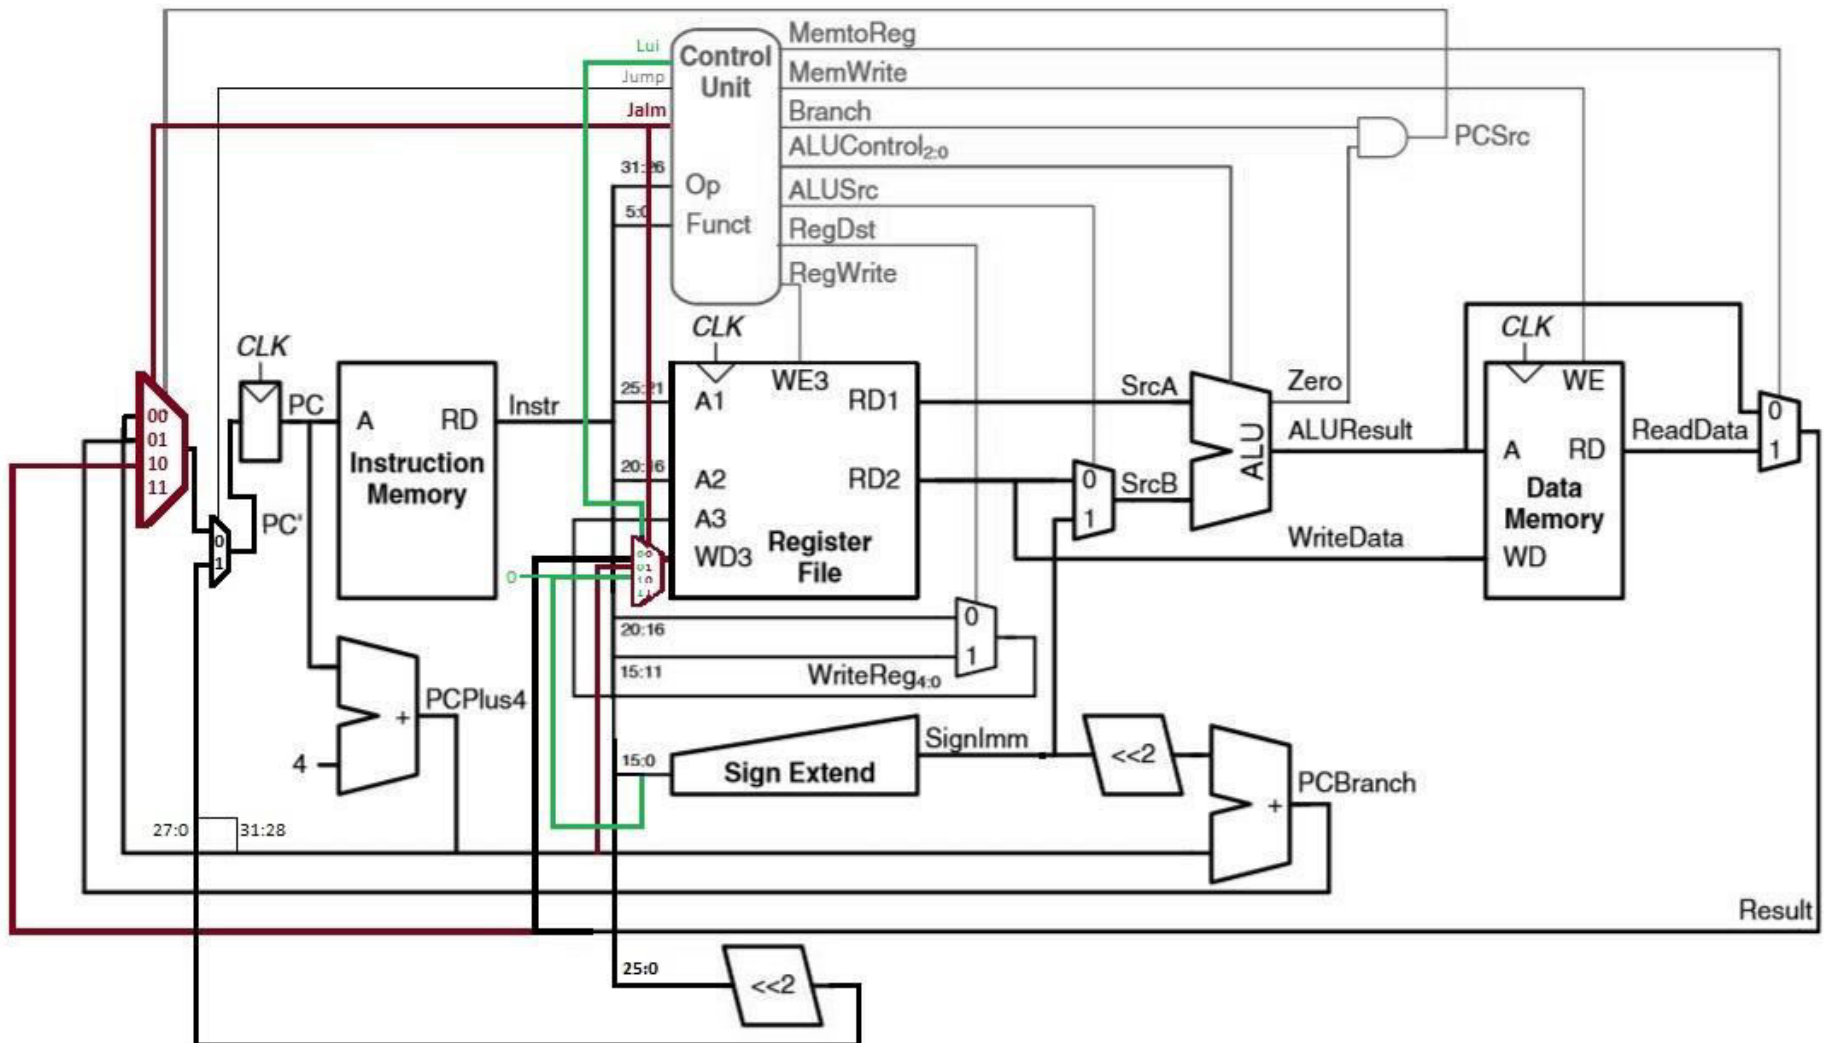 MemtoReg
Lui
Control
Unit
Jump
MemWrite
Jalm
Branch
PCSrc
ALUControl2:0
31:26
Op
ALUSrc
5:0
Funct
RegDst
RegWrite
CLK
CLK
CLK
WE3
WE
Zero
25:21
A1
RD1
SrcA
PC
A
RD
Instr
00
01
10
11
ALU
ALUResult
A
RD
ReadData
0
1
Instruction
Memory
20:16
A2
RD2
0
1
SrcB
Data
Memory
PC'
A3
0
1
WD3
Register
File
WriteData
WD
0
20:16
0
1
15:11
WriteReg4:0
PCPlus4
+
4
SignImm
15:0
Sign Extend
<<2
PCBranch
+
27:0
31:28
Result
25:0
<<2